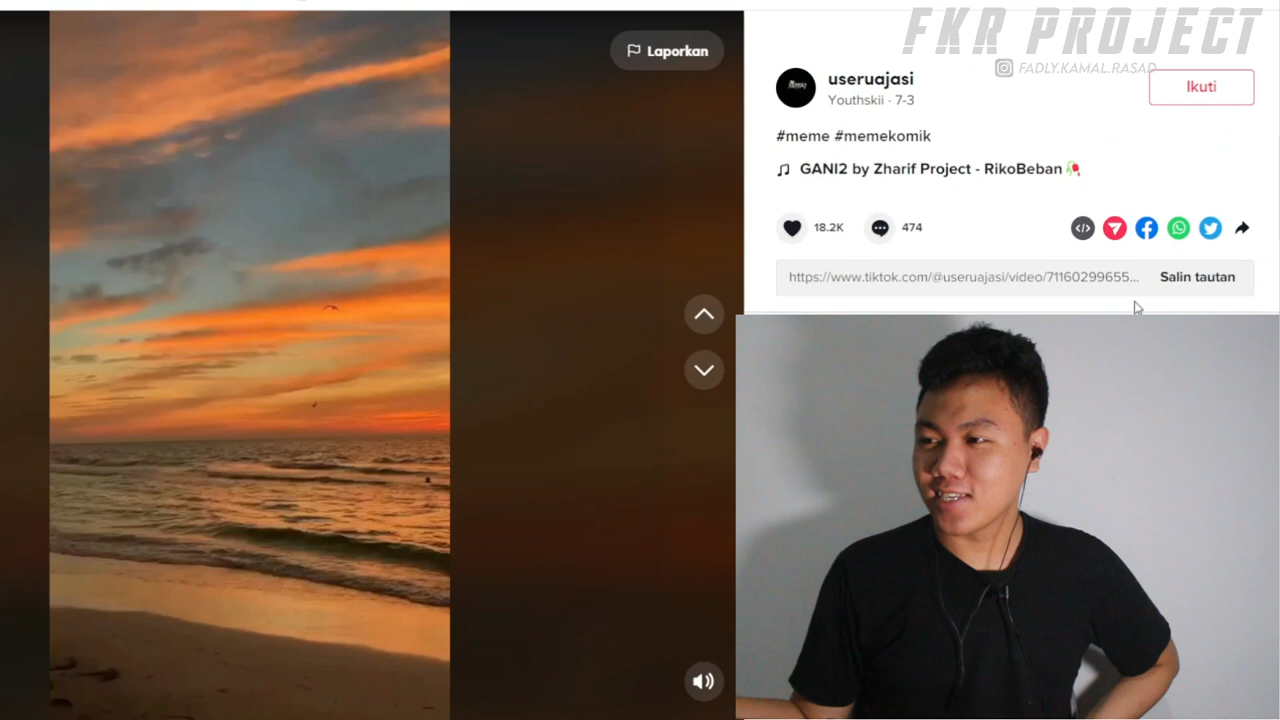 Laporkan
FKR PROJECT
FADLY.KAMAL.RASAD
useruajasi
Youthskii · 7-3
Ikuti
#meme #memekomik
GANI2 by Zharif Project - RikoBeban🥀
18.2K
474
https://www.tiktok.com/@useruajasi/video/71160299655...
Salin tautan